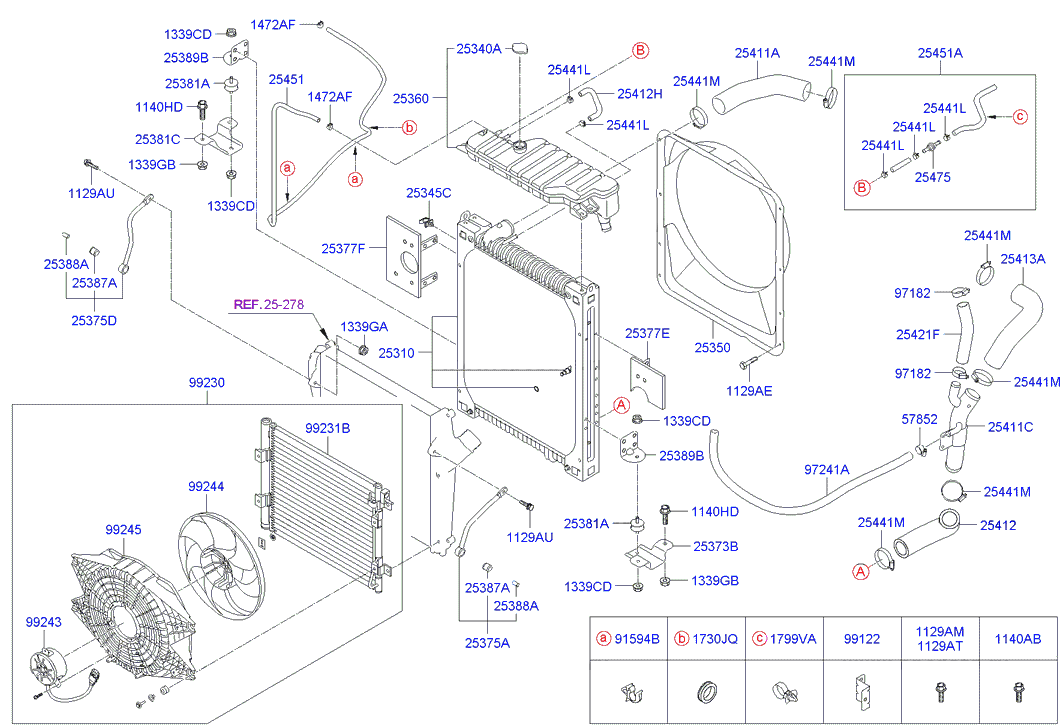 1472AF
1339CD
25340A
B
25411A
25451A
25389B
25441L
25441M
25441M
25381A
25451
25360
25412H
1472AF
1140HD
25441L
25441L
c
b
25441L
25381C
25441L
1339GB
a
a
25475
B
1129AU
25345C
1339CD
25441M
25377F
25413A
25388A
25387A
97182
REF.25-278
25375D
1339GA
25377E
25421F
25350
25310
97182
99230
25441M
1129AE
A
1339CD
57852
99231B
25411C
25389B
97241A
99244
25441M
1140HD
25381A
25441M
25412
99245
1129AU
25373B
A
25387A
1339CD
1339GB
25388A
99243
25375A
a 91594B
b 1730JQ
c 1799VA
99122
1129AM
1129AT
1140AB